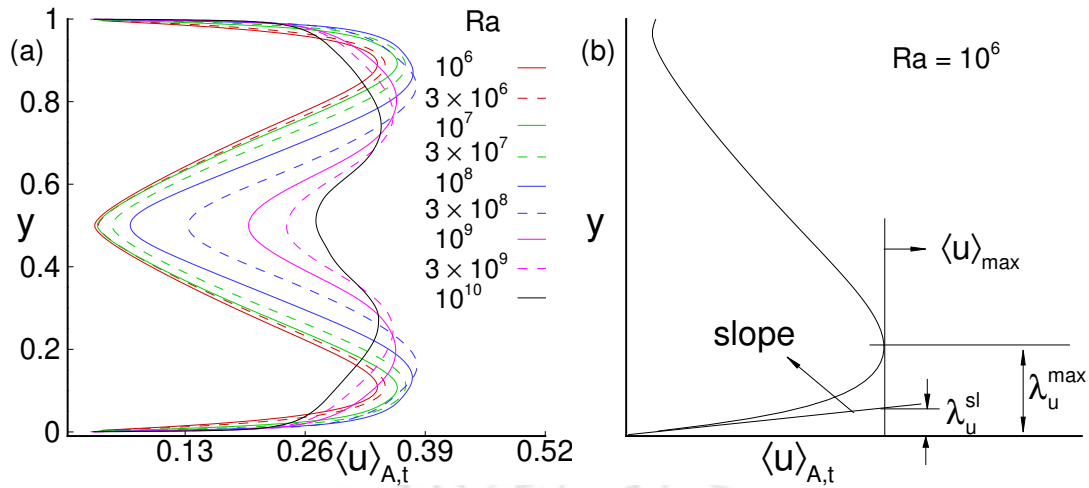 (a)
Ra
10^6
3 × 10^6
10^7
3 × 10^7
10^8
3 × 10^8
10^9
3 × 10^9
10^10
1
0.8
0.6
y
0.4
0.2
0
0.13 0.26 0.39 0.52
⟨u⟩A,t
(b)
Ra = 10^6
y
⟨u⟩max
slope
λ_u^max
λ_u^sl
⟨u⟩A,t